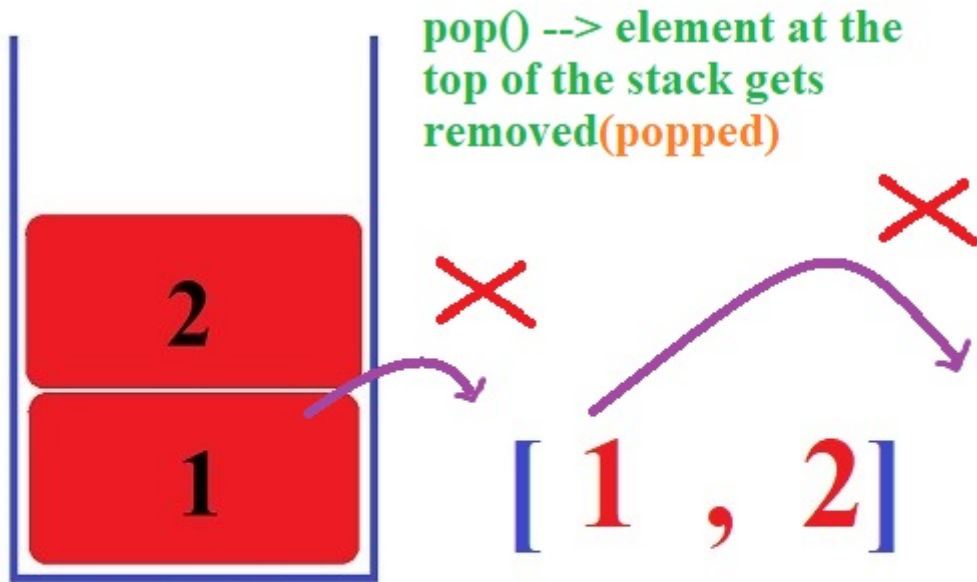 pop() --> element at the
top of the stack gets
removed(popped)
2
1
[ 1 , 2]